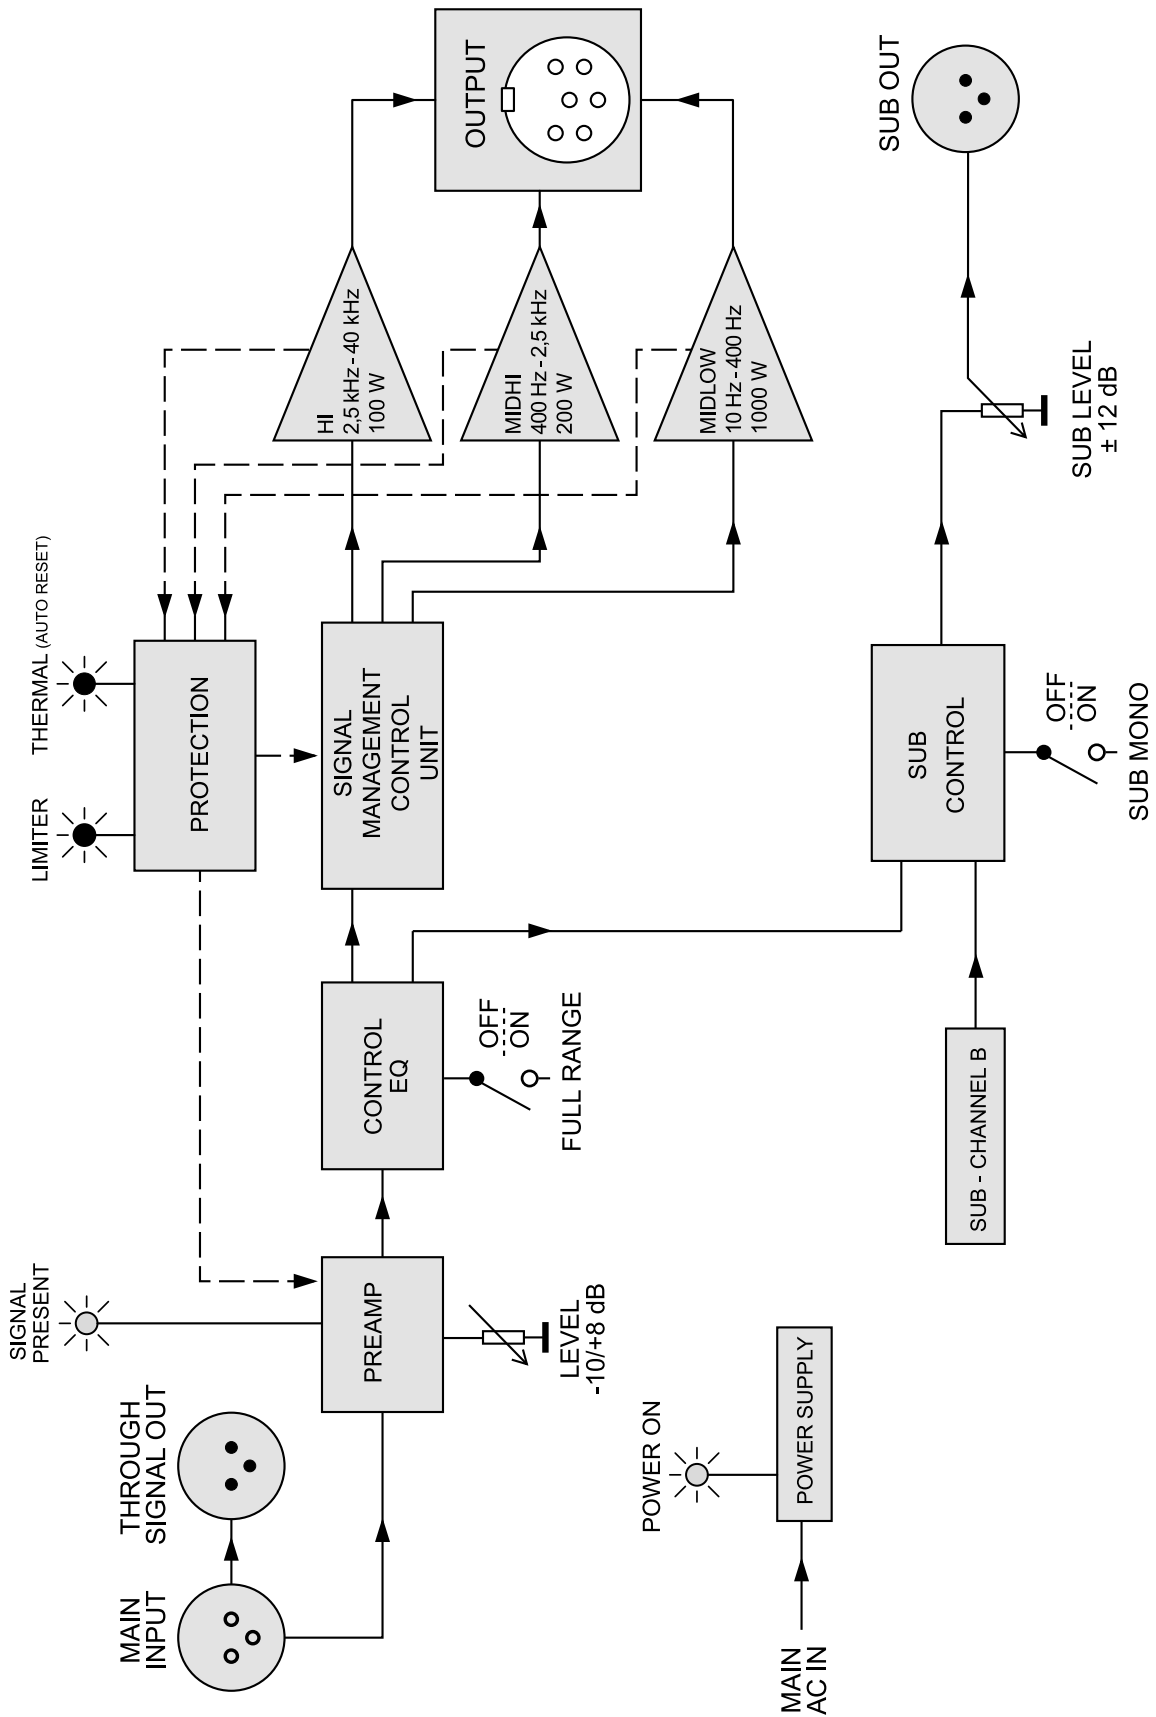 MAIN
INPUT
THROUGH
SIGNAL OUT
SIGNAL
PRESENT
LIMITER
THERMAL (AUTO RESET)
PROTECTION
PREAMP
LEVEL
-10/+8 dB
CONTROL
EQ
OFF
ON
FULL RANGE
SIGNAL
MANAGEMENT
CONTROL
UNIT
HI
2,5 kHz - 40 kHz
100 W
MIDHI
400 Hz - 2,5 kHz
200 W
MIDLOW
10 Hz - 400 Hz
1000 W
OUTPUT
MAIN
AC IN
POWER ON
POWER SUPPLY
SUB - CHANNEL B
SUB
CONTROL
OFF
ON
SUB MONO
SUB LEVEL
± 12 dB
SUB OUT